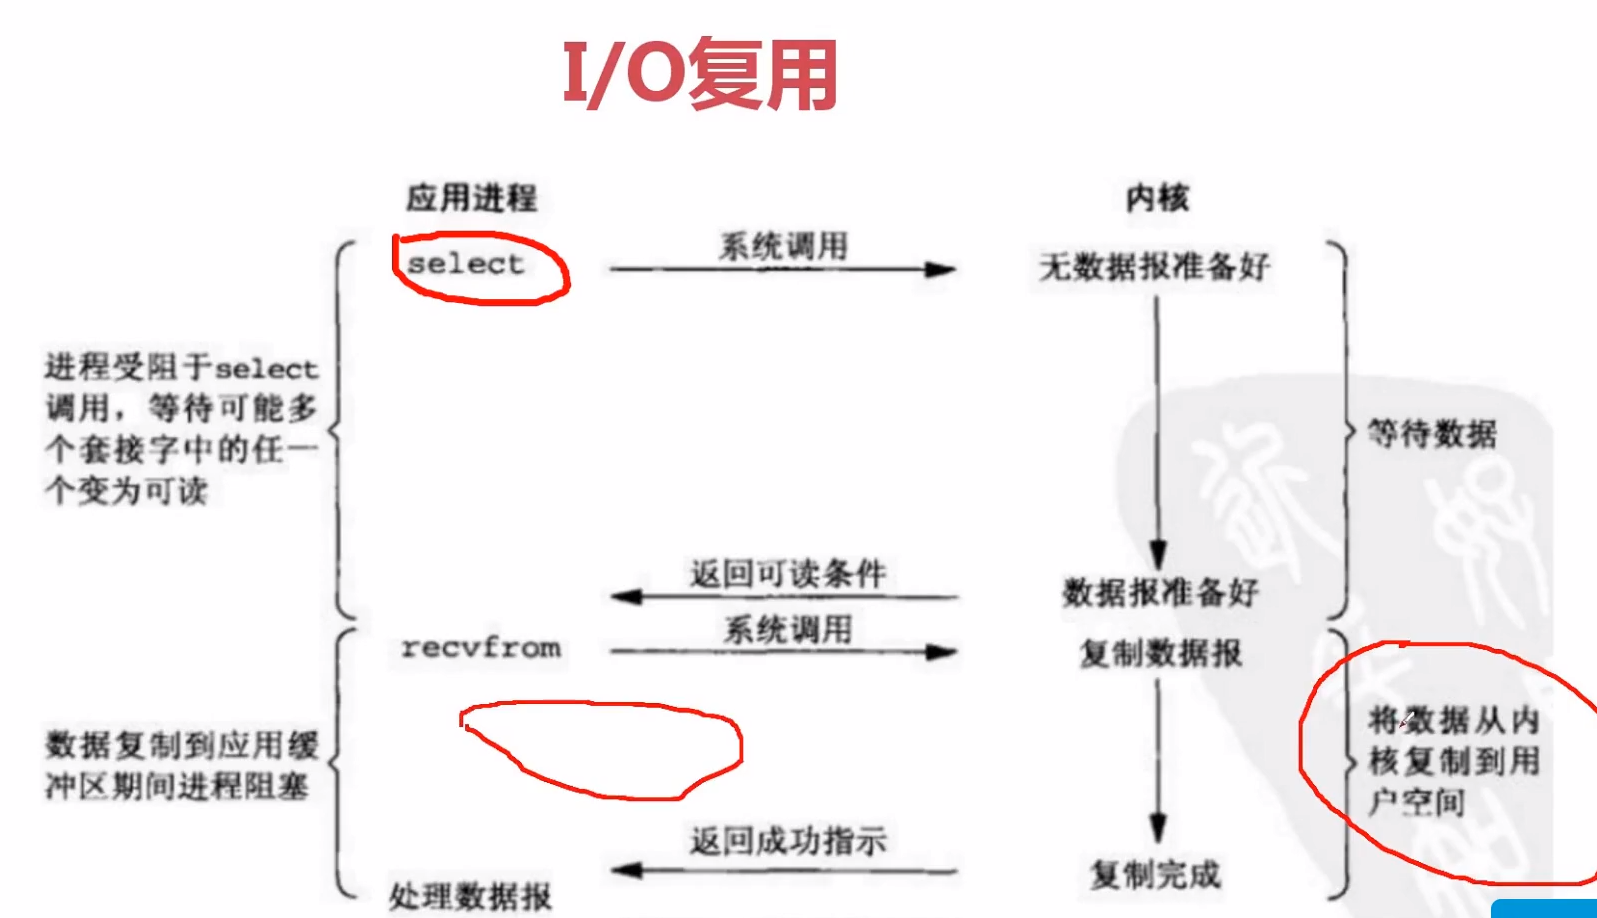 I/O复用
应用进程
内核
select
系统调用
无数据报准备好
进程受阻于select
调用，等待可能多
个套接字中的任一
个变为可读
等待数据
返回可读条件
数据报准备好
recvfrom
系统调用
复制数据报
数据复制到应用缓
冲区期间进程阻塞
将数据从内
核复制到用
户空间
返回成功指示
处理数据报
复制完成